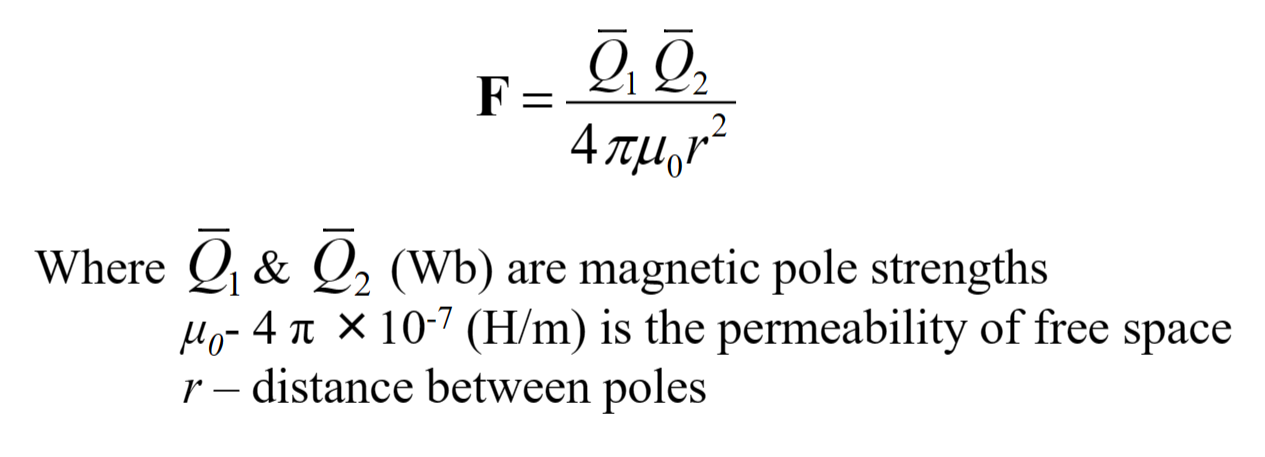 F = Q̅₁ Q̅₂ / 4πμ₀r²
Where Q̅₁ & Q̅₂ (Wb) are magnetic pole strengths
μ₀- 4 π × 10⁻⁷ (H/m) is the permeability of free space
r – distance between poles